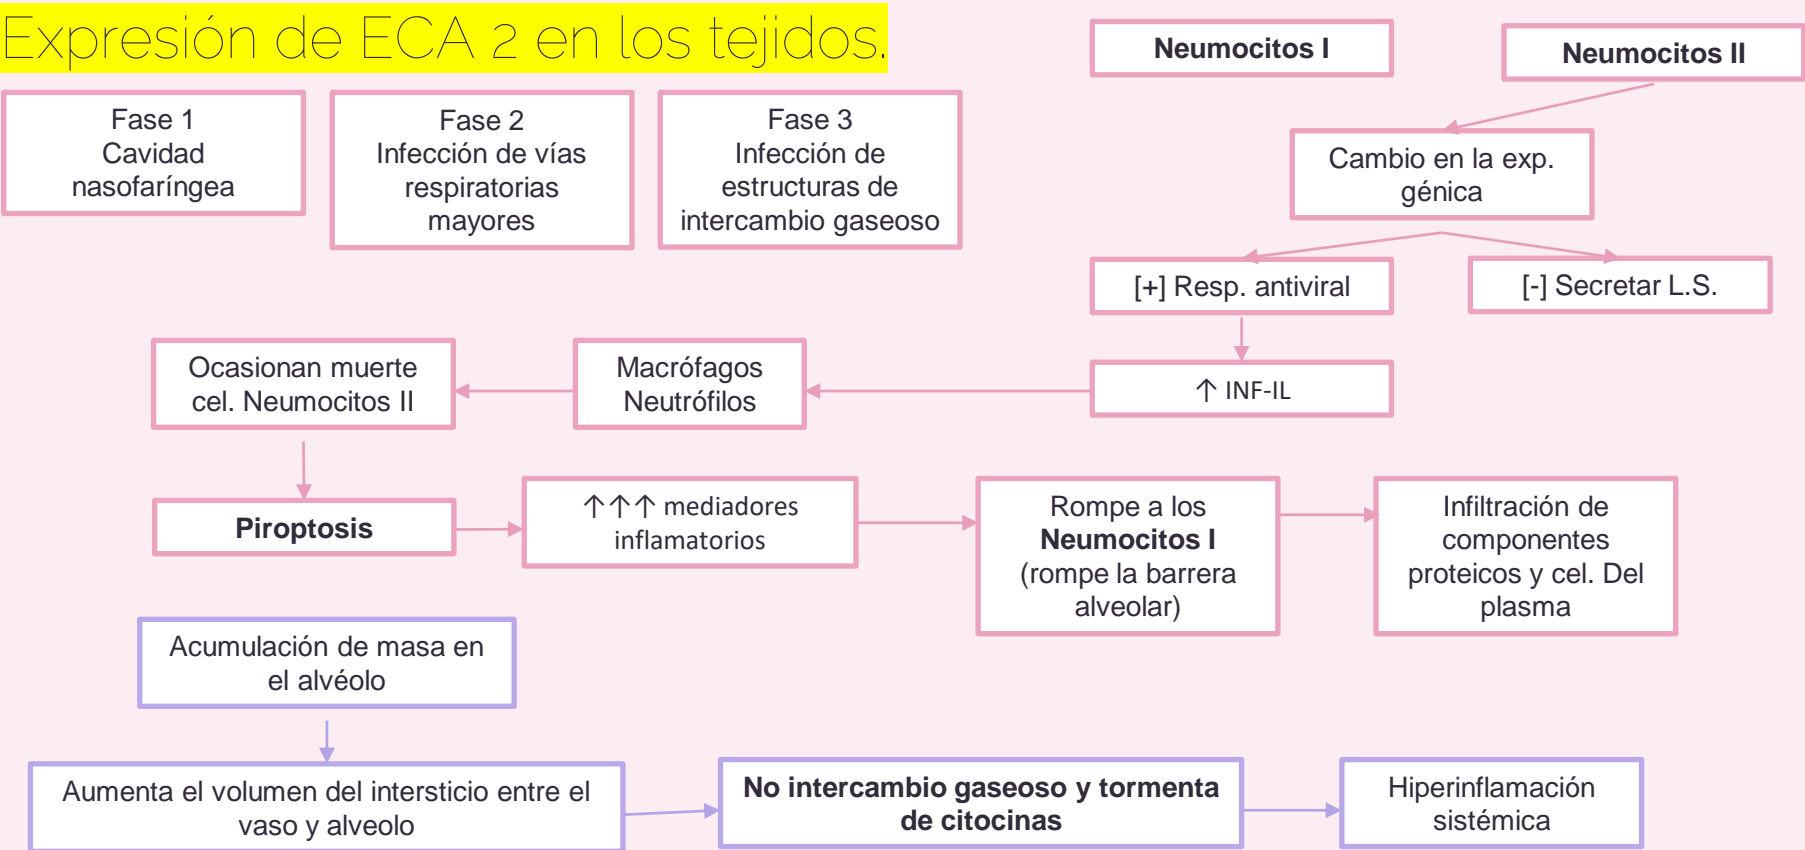 Expresión de ECA 2 en los tejidos.
Neumocitos I
Neumocitos II
Fase 1
Cavidad
nasofaríngea
Fase 2
Infección de vías
respiratorias
mayores
Fase 3
Infección de
estructuras de
intercambio gaseoso
Cambio en la exp.
génica
[+] Resp. antiviral
[-] Secretar L.S.
↑ INF-IL
Macrófagos
Neutrófilos
Ocasionan muerte
cel. Neumocitos II
Piroptosis
↑↑↑ mediadores
inflamatorios
Rompe a los
Neumocitos I
(rompe la barrera
alveolar)
Infiltración de
componentes
proteicos y cel. Del
plasma
Acumulación de masa en
el alvéolo
Aumenta el volumen del intersticio entre el
vaso y alveolo
No intercambio gaseoso y tormenta
de citocinas
Hiperinflamación
sistémica